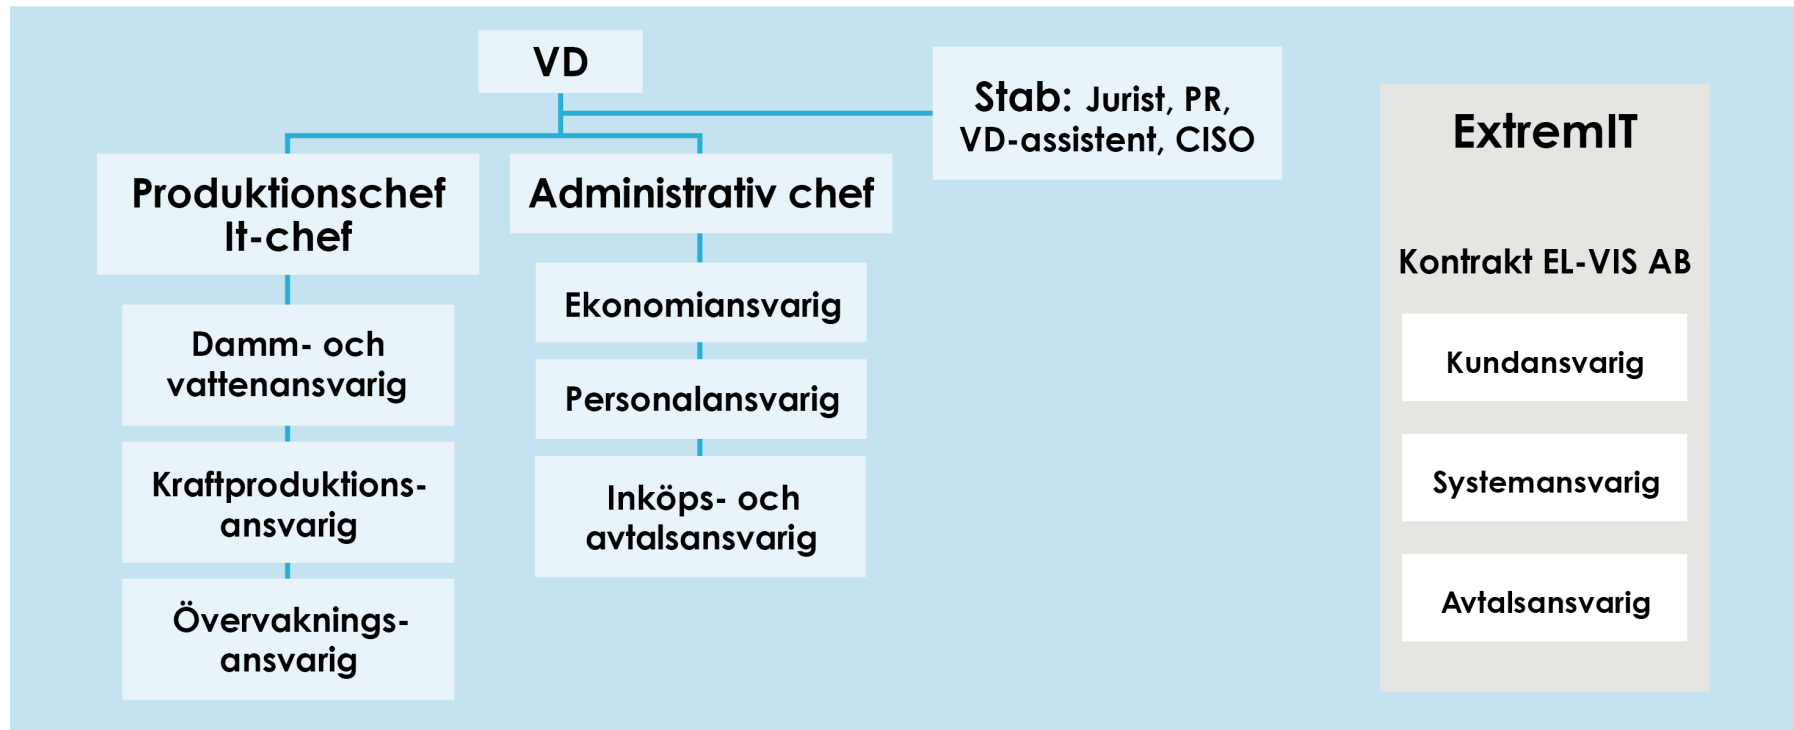 VD
Stab: Jurist, PR,
VD-assistent, CISO
Produktionschef
It-chef
Administrativ chef
Damm- och
vattenansvarig
Kraftproduktions-
ansvarig
Övervaknings-
ansvarig
Ekonomiansvarig
Personalansvarig
Inköps- och
avtalsansvarig
ExtremIT
Kontrakt EL-VIS AB
Kundansvarig
Systemansvarig
Avtalsansvarig